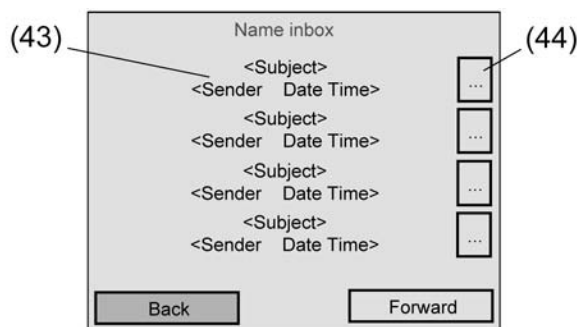 Name inbox
(43) (44)
<Subject>
<Sender Date Time> ...
<Subject>
<Sender Date Time> ...
<Subject>
<Sender Date Time> ...
<Subject>
<Sender Date Time> ...
Back Forward